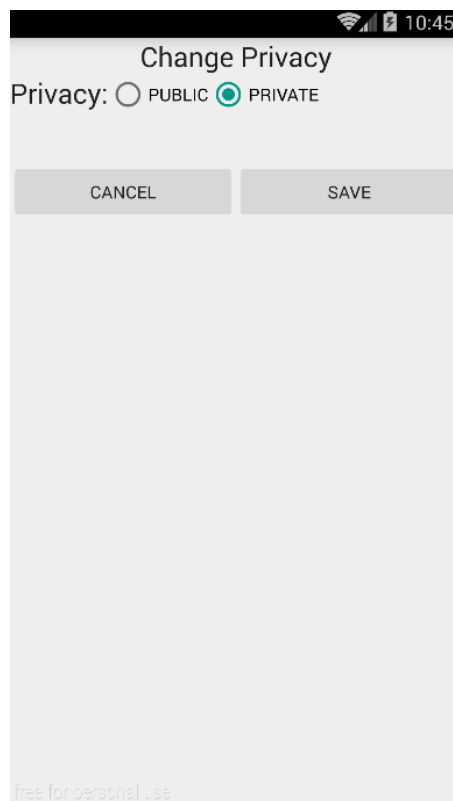 10:45
Change Privacy
Privacy: PUBLIC PRIVATE
CANCEL SAVE
free for personal use